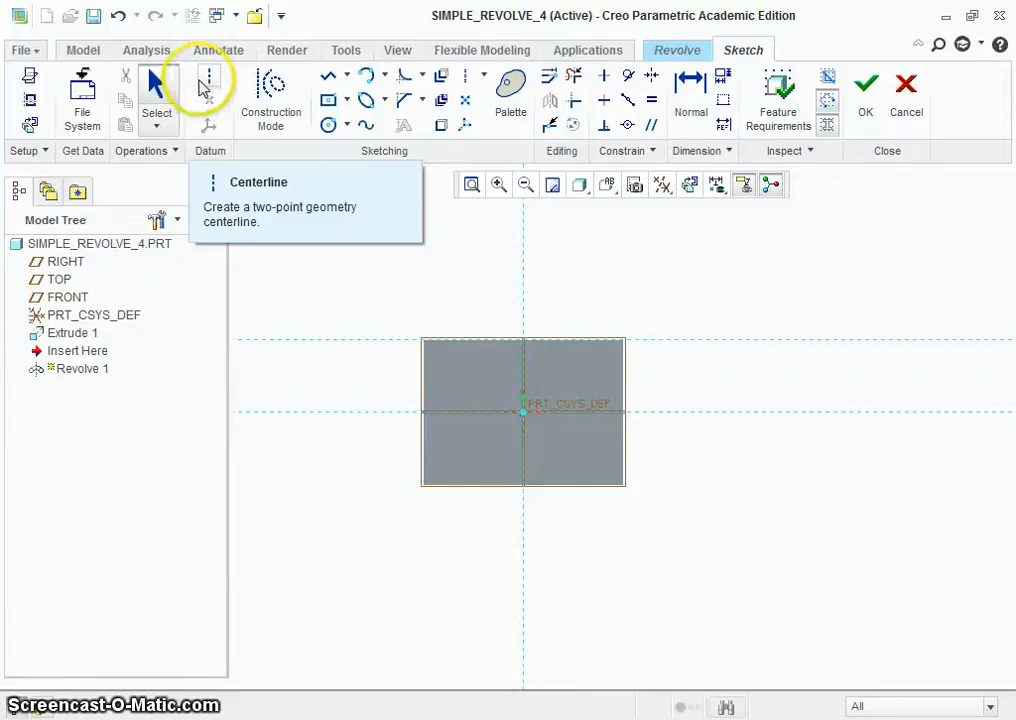 SIMPLE_REVOLVE_4 (Active) - Creo Parametric Academic Edition
File
Model
Analysis
Annotate
Render
Tools
View
Flexible Modeling
Applications
Revolve
Sketch
File System
Select
Construction Mode
Palette
Normal
Feature Requirements
OK
Cancel
Setup
Get Data
Operations
Datum
Sketching
Editing
Constrain
Dimension
Inspect
Close
Centerline
Create a two-point geometry
centerline.
Model Tree
SIMPLE_REVOLVE_4.PRT
RIGHT
TOP
FRONT
PRT_CSYS_DEF
Extrude 1
Insert Here
Revolve 1
PRT_CSYS_DEF
Screencast-O-Matic.com
All